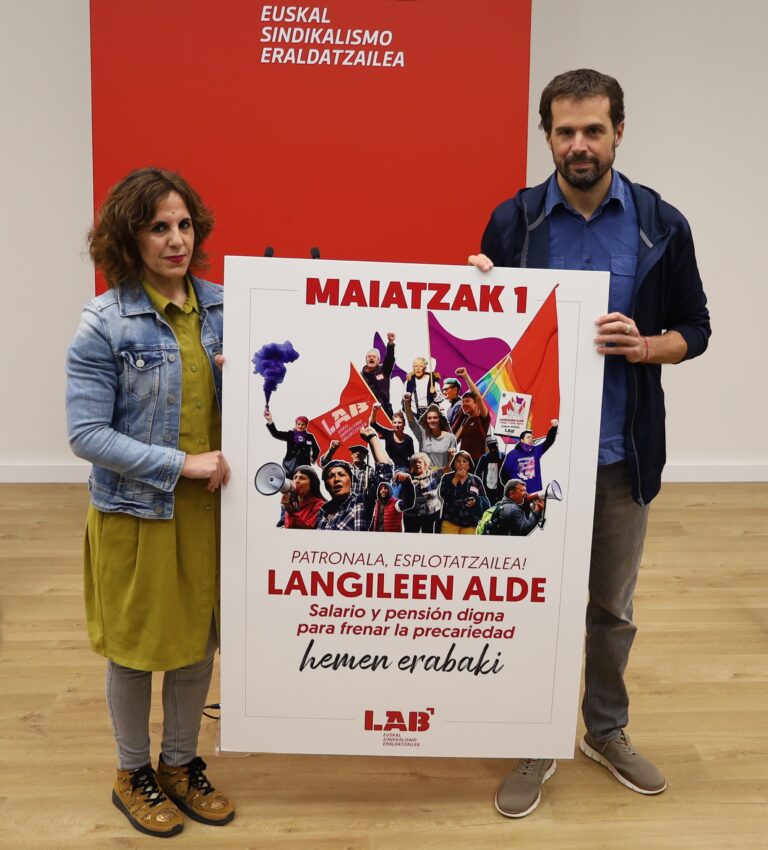 EUSKAL
SINDIKALISMO
ERALDATZAILEA
MAIATZAK 1
LAB
PATRONALA, ESPLOTATZAILEA!
LANGILEEN ALDE
Salario y pensión digna
para frenar la precariedad
hemen erabaki
LAB
EUSKAL
SINDIKALISMO
ERALDATZAILEA